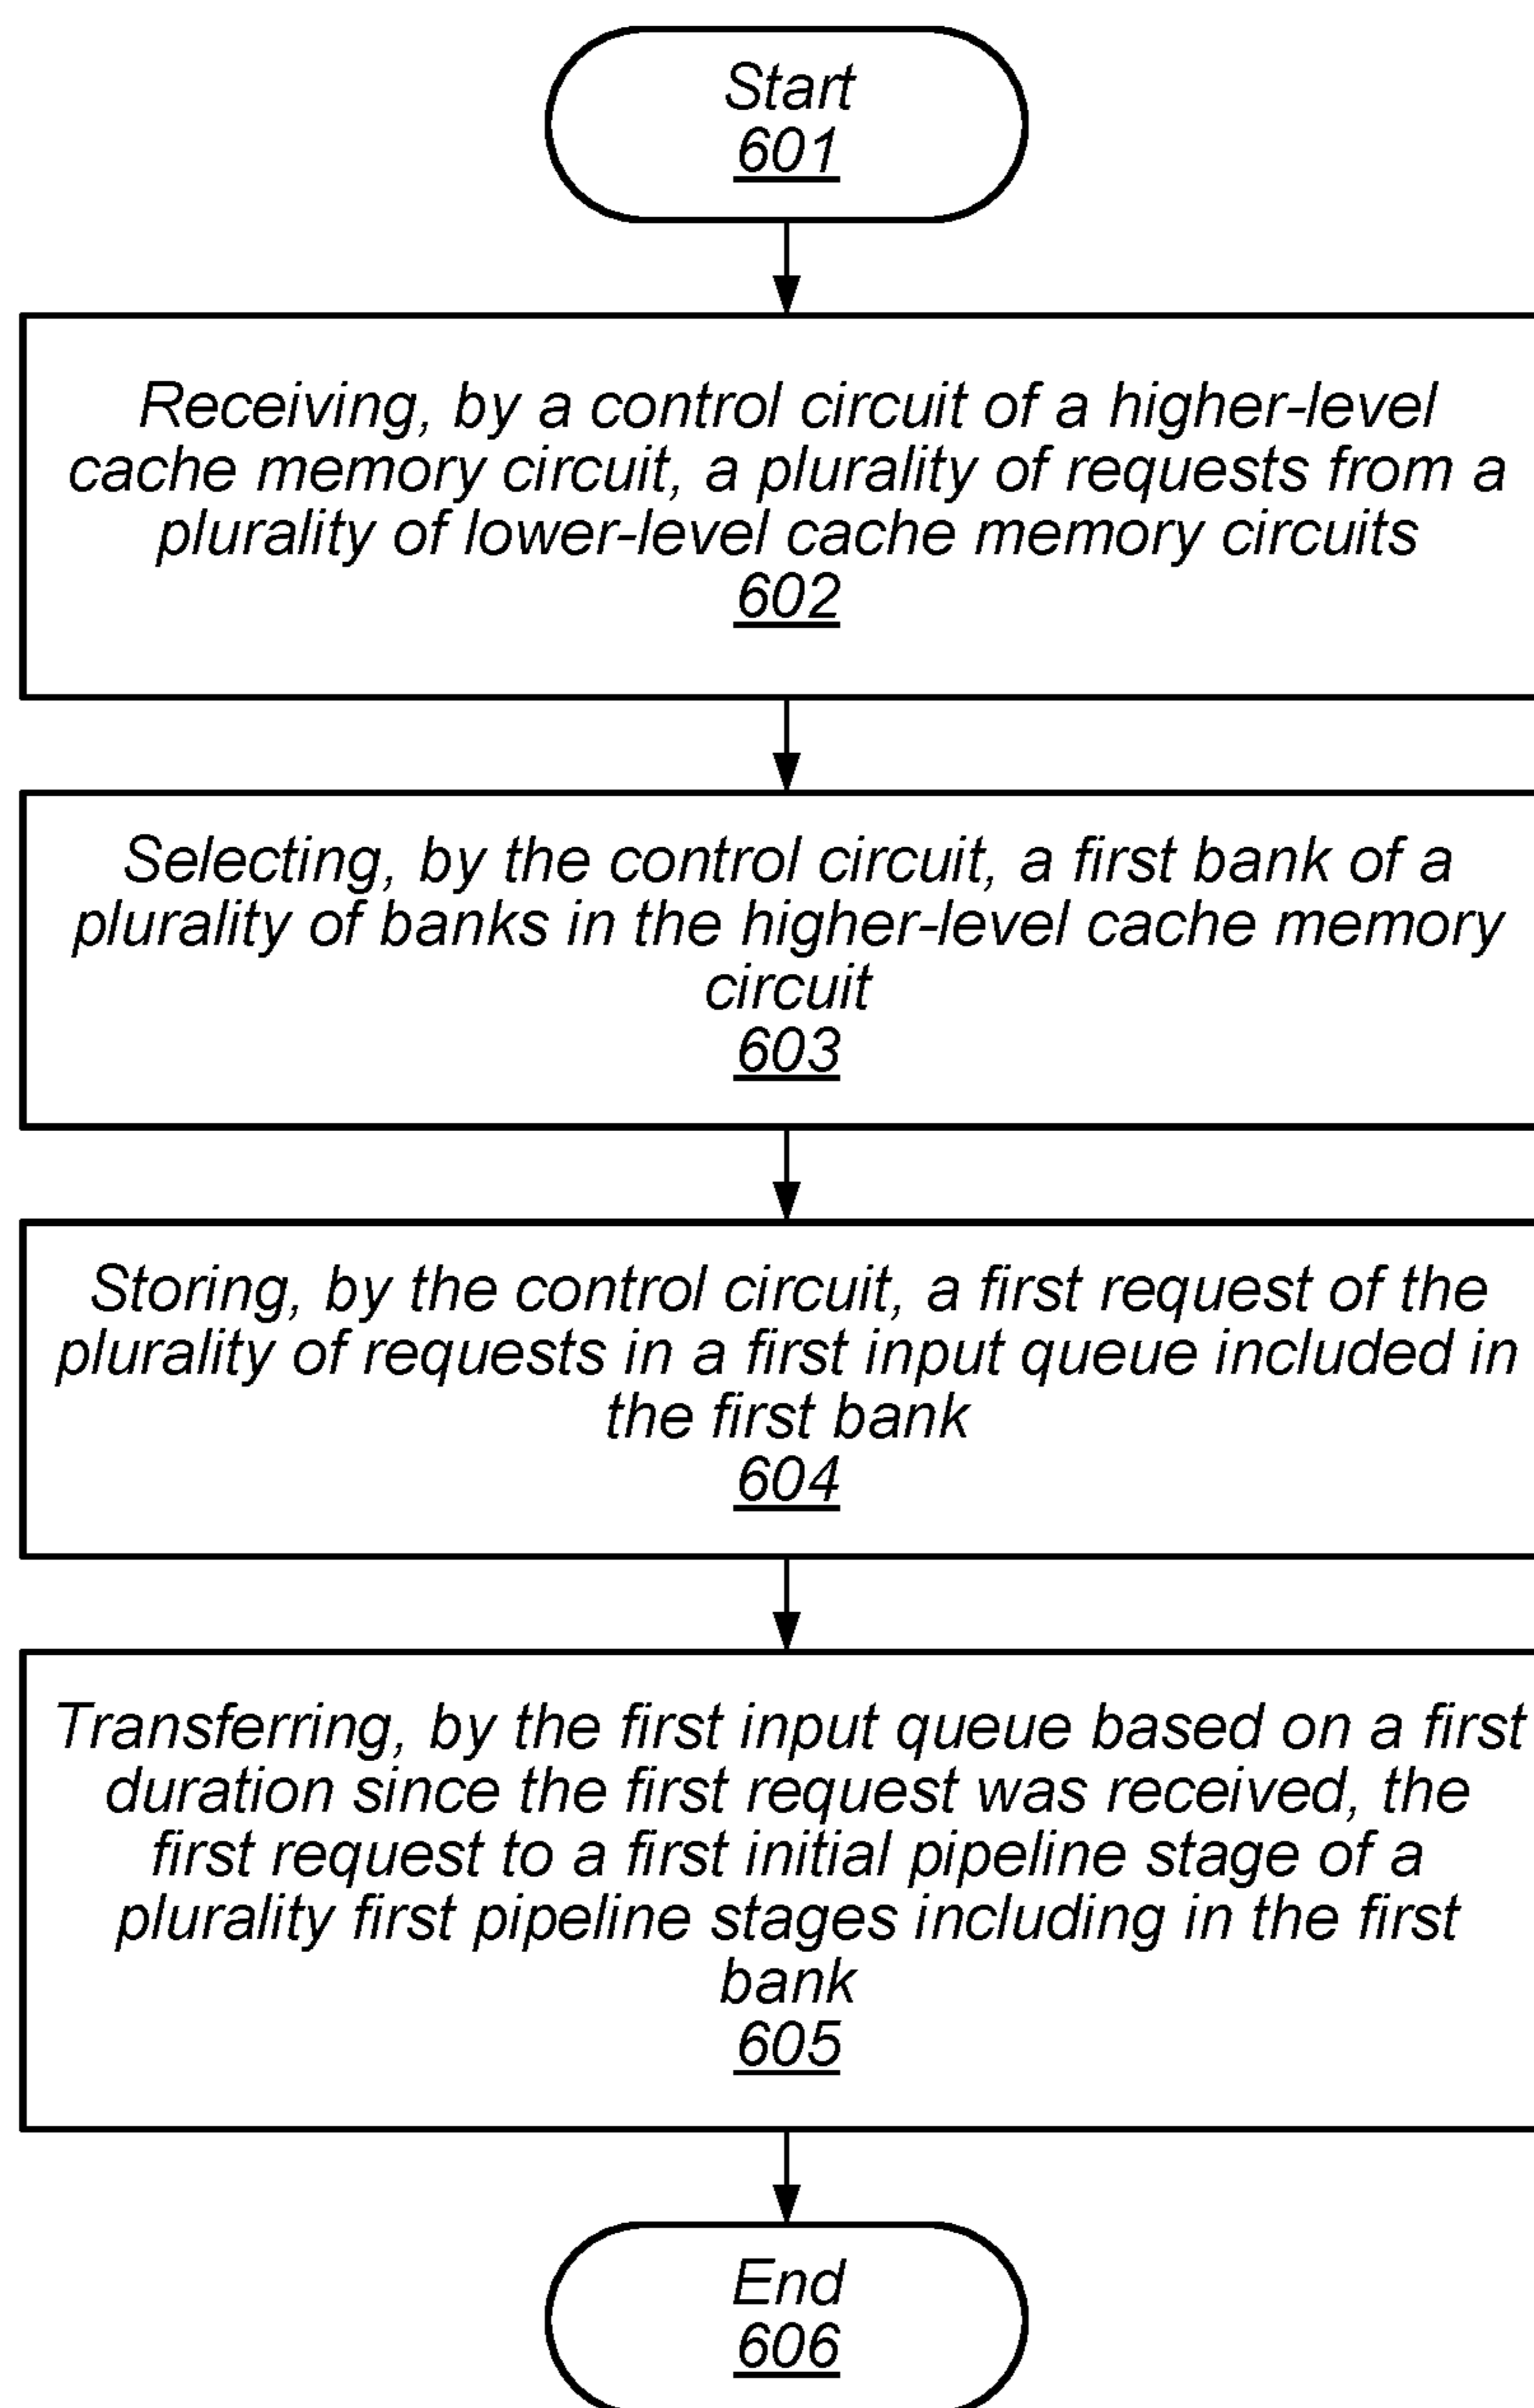 Start
601
Receiving, by a control circuit of a higher-level
cache memory circuit, a plurality of requests from a
plurality of lower-level cache memory circuits
602
Selecting, by the control circuit, a first bank of a
plurality of banks in the higher-level cache memory
circuit
603
Storing, by the control circuit, a first request of the
plurality of requests in a first input queue included in
the first bank
604
Transferring, by the first input queue based on a first
duration since the first request was received, the
first request to a first initial pipeline stage of a
plurality first pipeline stages including in the first
bank
605
End
606